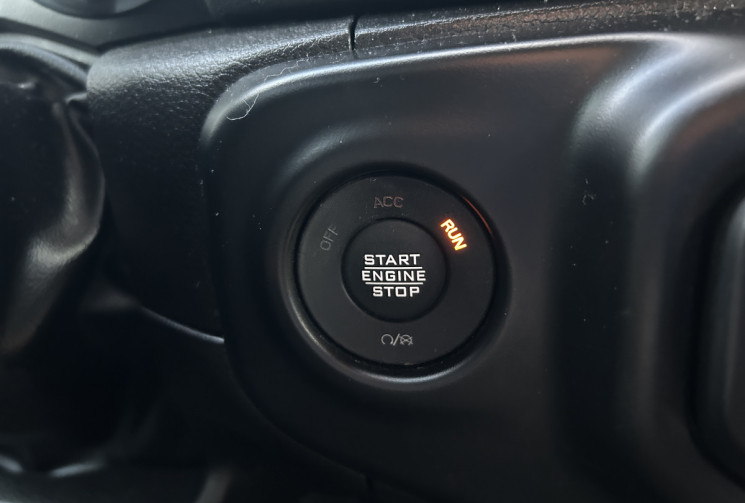 ACC
OFF
RUN
START
ENGINE
STOP